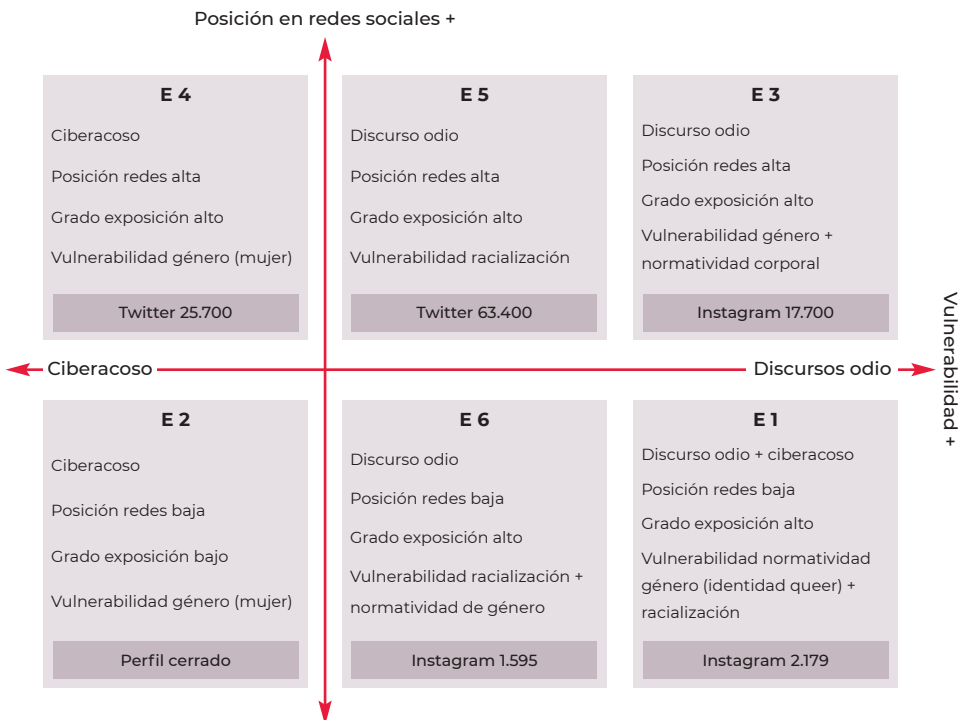 Posición en redes sociales +
E 4
Ciberacoso
Posición redes alta
Grado exposición alto
Vulnerabilidad género (mujer)
Twitter 25.700
E 5
Discurso odio
Posición redes alta
Grado exposición alto
Vulnerabilidad racialización
Twitter 63.400
E 3
Discurso odio
Posición redes alta
Grado exposición alto
Vulnerabilidad género +
normatividad corporal
Instagram 17.700
Ciberacoso
Discursos odio
Vulnerabilidad +
E 2
Ciberacoso
Posición redes baja
Grado exposición bajo
Vulnerabilidad género (mujer)
Perfil cerrado
E 6
Discurso odio
Posición redes baja
Grado exposición alto
Vulnerabilidad racialización +
normatividad de género
Instagram 1.595
E 1
Discurso odio + ciberacoso
Posición redes baja
Grado exposición alto
Vulnerabilidad normatividad
género (identidad queer) +
racialización
Instagram 2.179